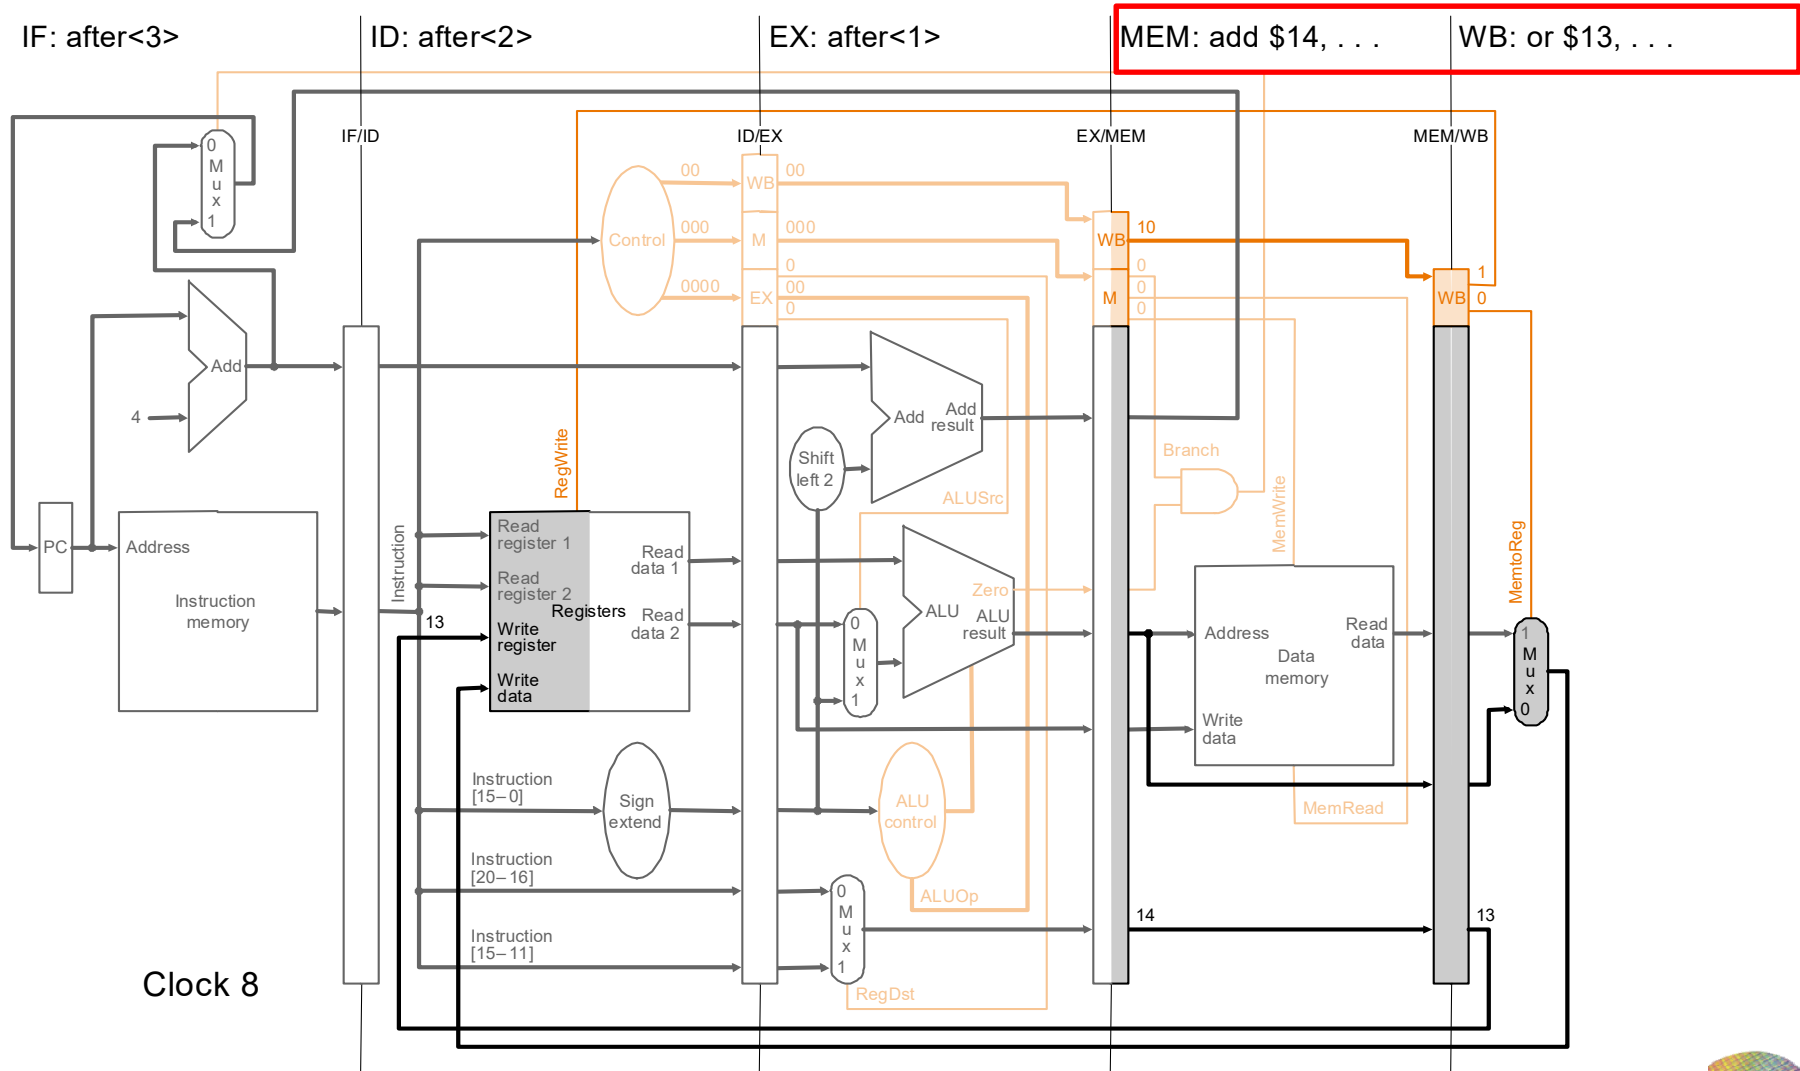 IF: after<3>
ID: after<2>
EX: after<1>
MEM: add $14, . . .
WB: or $13, . . .
IF/ID
ID/EX
EX/MEM
MEM/WB
0
M
u
x
1
Control
00
000
0000
WB
M
EX
00
000
0
00
0
WB
M
10
0
0
0
WB
1
0
Add
4
Add
Add
result
Shift
left 2
RegWrite
ALUSrc
Branch
MemWrite
MemtoReg
PC
Address
Instruction
memory
Instruction
Read
register 1
Read
register 2
Registers
13
Write
register
Write
data
Read
data 1
Read
data 2
0
M
u
x
1
Zero
ALU
ALU
result
Address
Read
data
Data
memory
Write
data
1
M
u
x
0
Instruction
[15–0]
Sign
extend
ALU
control
MemRead
Instruction
[20–16]
ALUOp
0
M
u
x
1
14
13
Instruction
[15–11]
RegDst
Clock 8